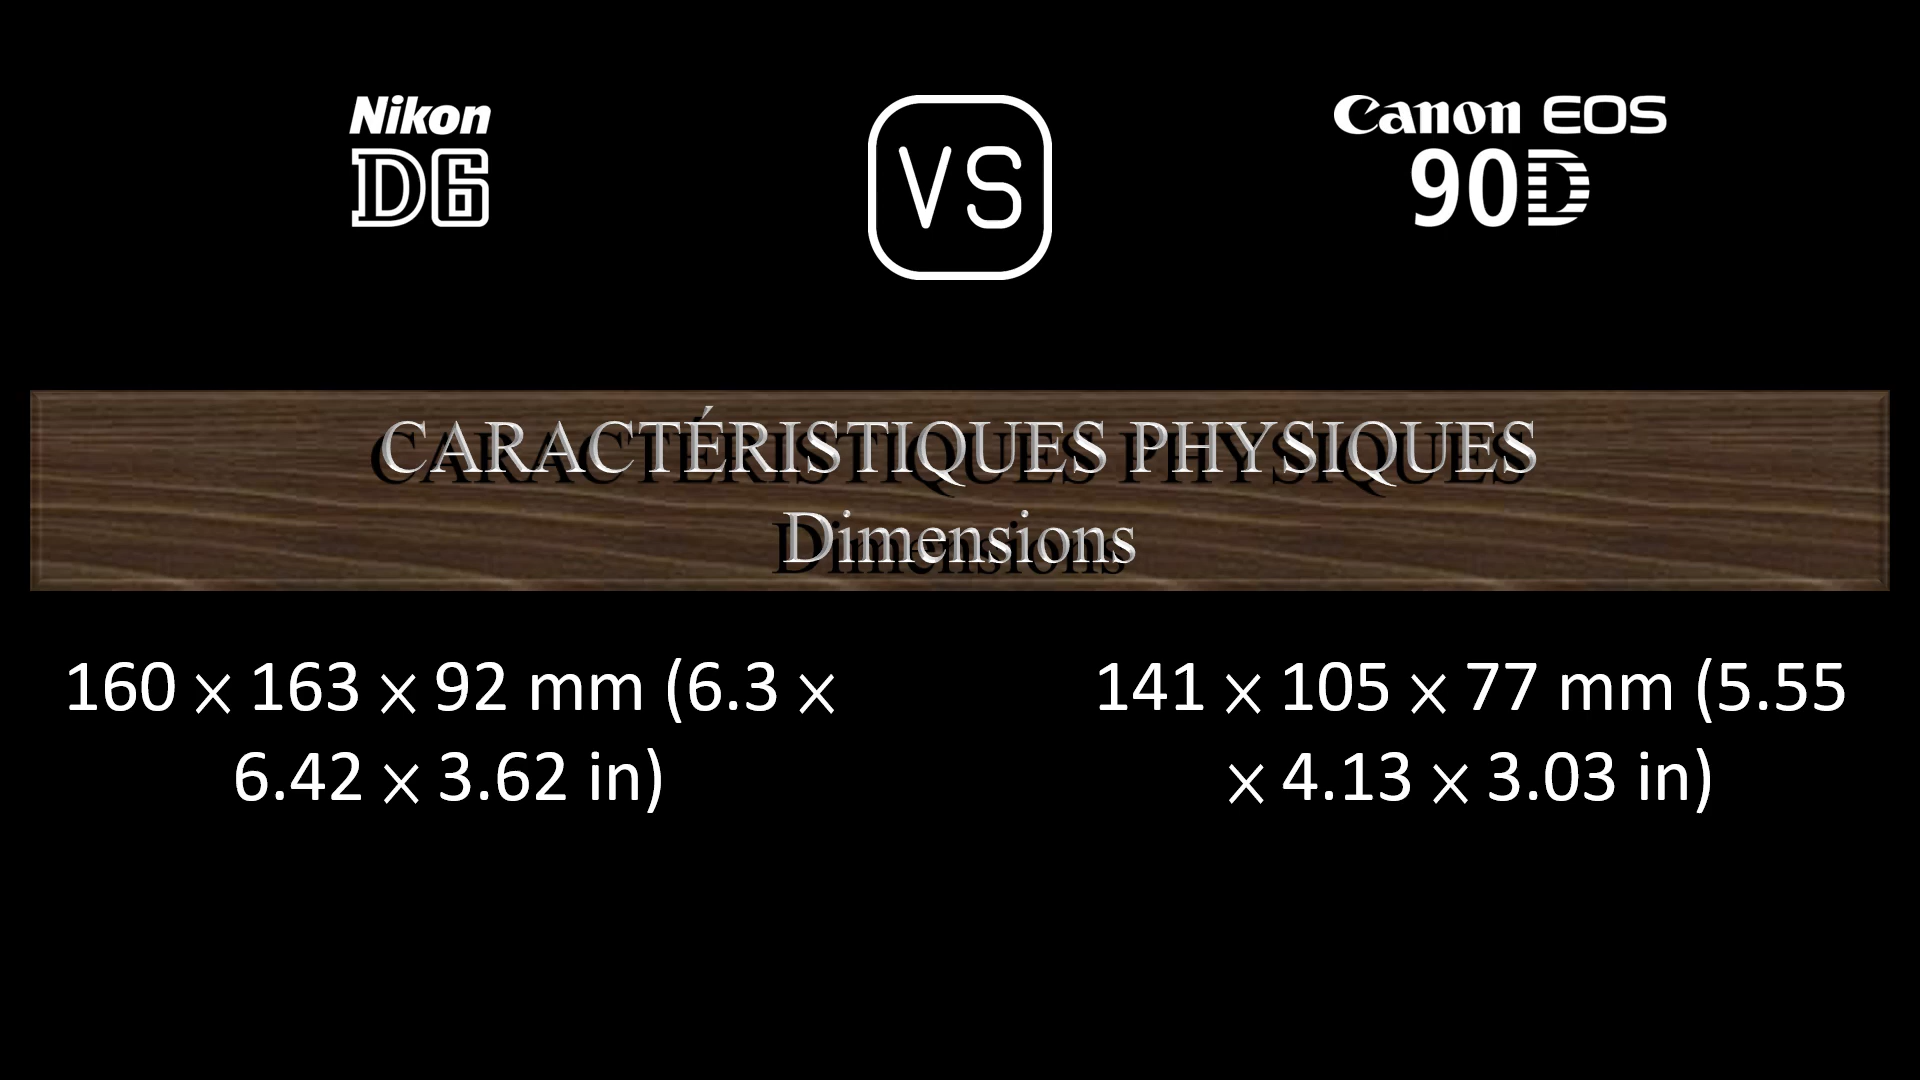 Nikon
D6
VS
Canon EOS
90D
CARACTÉRISTIQUES PHYSIQUES
Dimensions
160 x 163 x 92 mm (6.3 x
6.42 x 3.62 in)
141 x 105 x 77 mm (5.55
x 4.13 x 3.03 in)